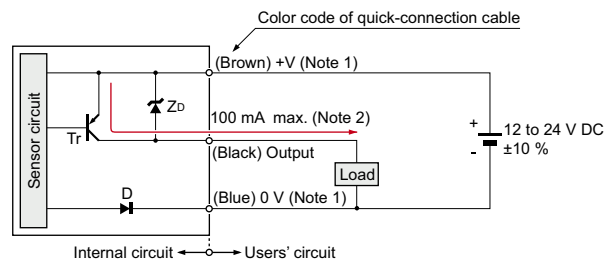 Color code of quick-connection cable
(Brown) +V (Note 1)
Sensor circuit
Tr
ZD
100 mA max. (Note 2)
+
-
12 to 24 V DC
±10 %
(Black) Output
Load
D
(Blue) 0 V (Note 1)
Internal circuit
Users' circuit